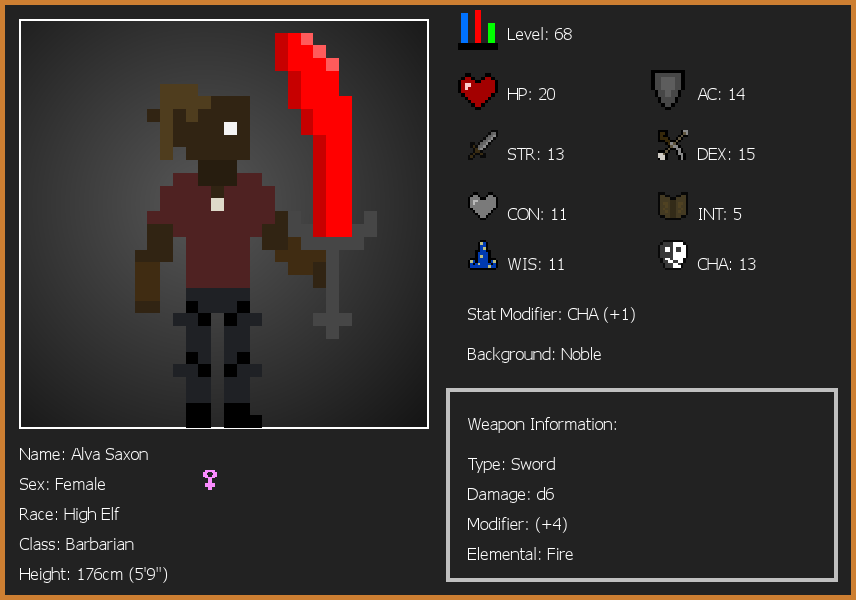 Level: 68
HP: 20
AC: 14
STR: 13
DEX: 15
CON: 11
INT: 5
WIS: 11
CHA: 13
Stat Modifier: CHA (+1)
Background: Noble
Weapon Information:
Type: Sword
Damage: d6
Modifier: (+4)
Elemental: Fire
Name: Alva Saxon
Sex: Female
Race: High Elf
Class: Barbarian
Height: 176cm (5'9")